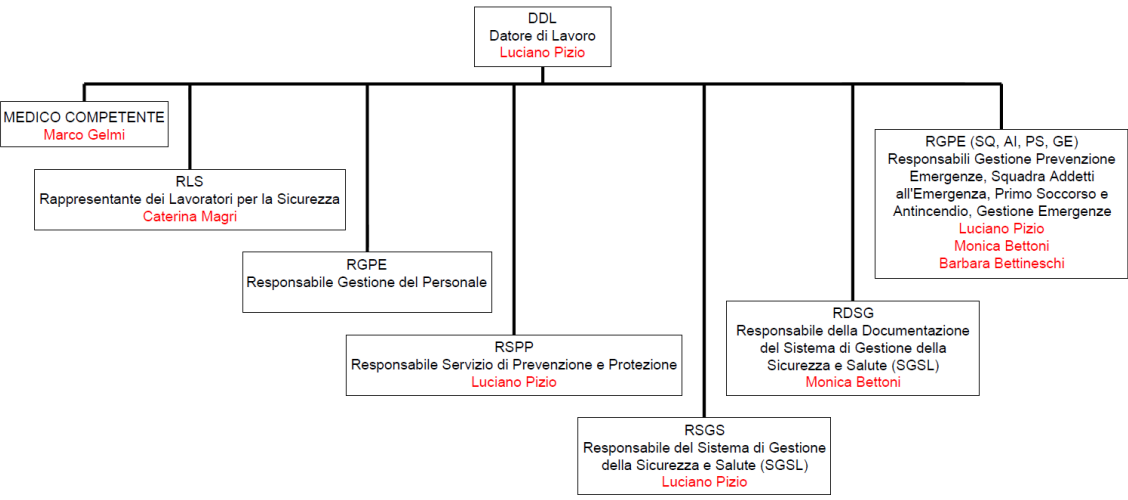 DDL
Datore di Lavoro
Luciano Pizio
MEDICO COMPETENTE
Marco Gelmi
RLS
Rappresentante dei Lavoratori per la Sicurezza
Caterina Magri
RGPE
Responsabile Gestione del Personale
RSPP
Responsabile Servizio di Prevenzione e Protezione
Luciano Pizio
RSGS
Responsabile del Sistema di Gestione
della Sicurezza e Salute (SGSL)
Luciano Pizio
RDSG
Responsabile della Documentazione
del Sistema di Gestione della
Sicurezza e Salute (SGSL)
Monica Bettoni
RGPE (SQ, AI, PS, GE)
Responsabili Gestione Prevenzione
Emergenze, Squadra Addetti
all'Emergenza, Primo Soccorso e
Antincendio, Gestione Emergenze
Luciano Pizio
Monica Bettoni
Barbara Bettineschi